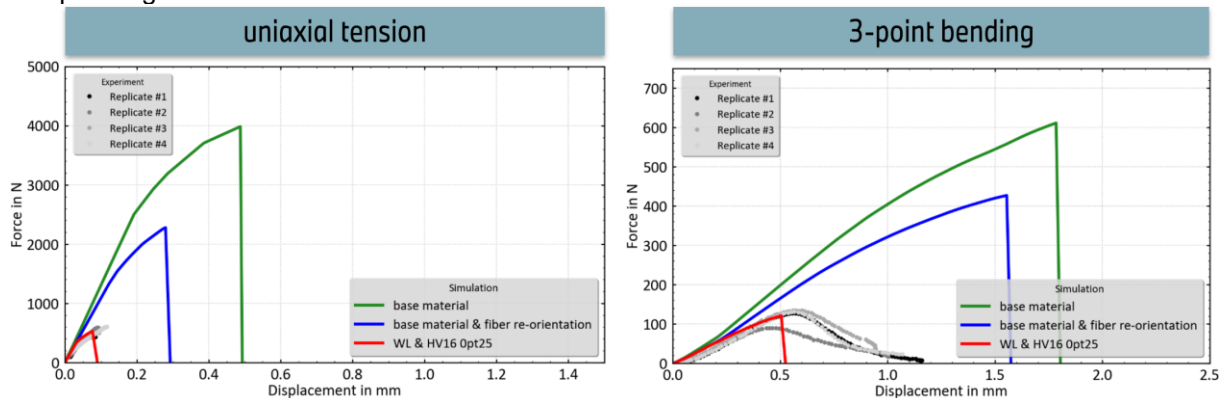 uniaxial tension
5000
4000
3000
2000
1000
0
Force in N
Experiment
Replicate #1
Replicate #2
Replicate #3
Replicate #4
Simulation
base material
base material & fiber re-orientation
WL & HV16 0pt25
0.0 0.2 0.4 0.6 0.8 1.0 1.2 1.4
Displacement in mm
3-point bending
700
600
500
400
300
200
100
0
Force in N
Experiment
Replicate #1
Replicate #2
Replicate #3
Replicate #4
Simulation
base material
base material & fiber re-orientation
WL & HV16 0pt25
0.0 0.5 1.0 1.5 2.0 2.5
Displacement in mm